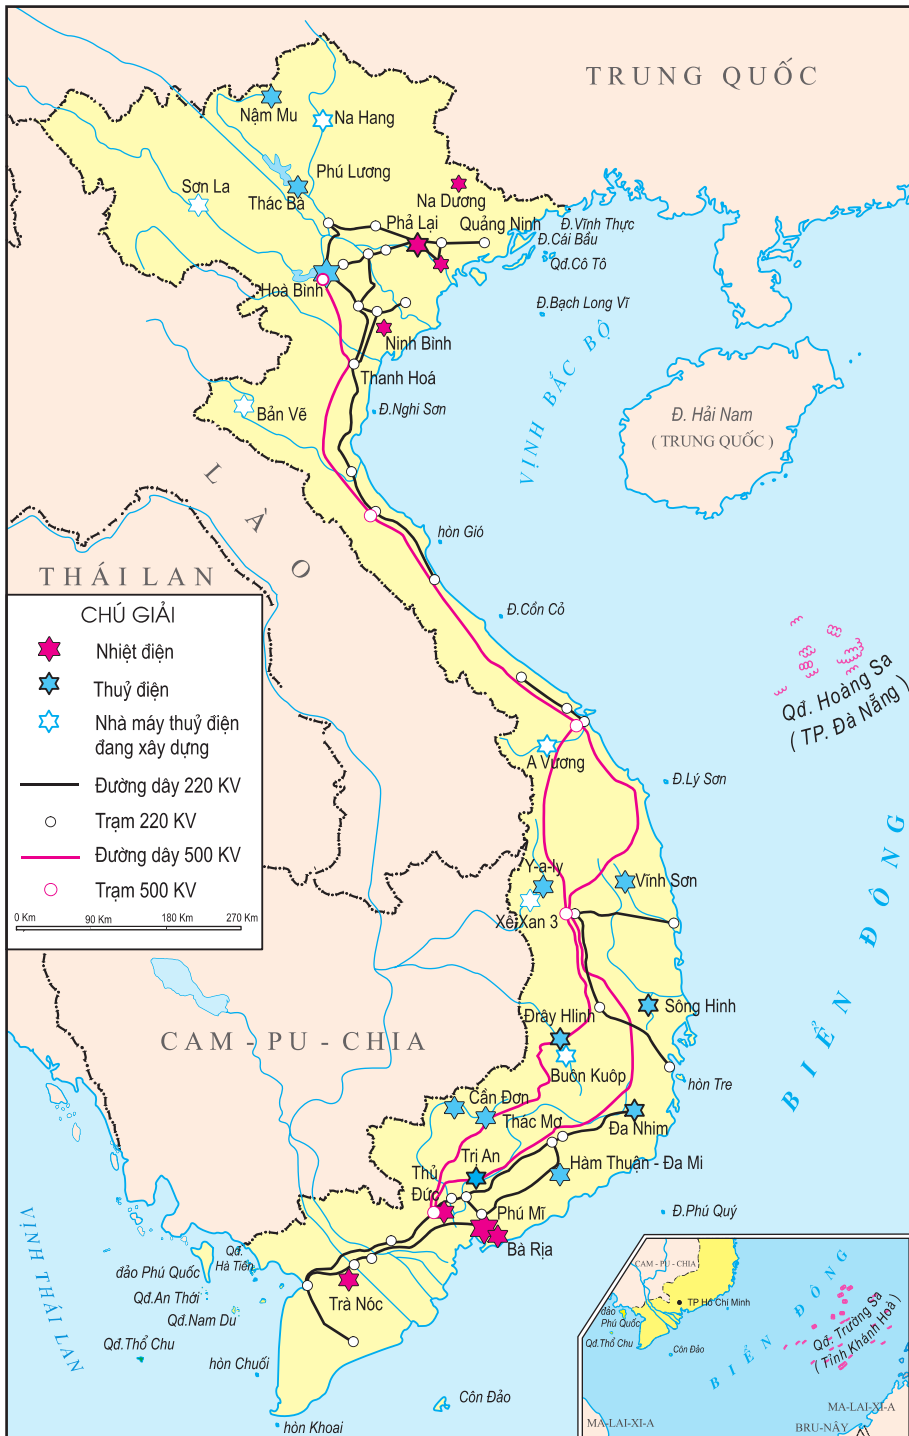 TRUNG QUỐC
Nậm Mu
Na Hang
Phú Lương
Sơn La
Thác Bà
Na Dương
Phả Lại
Quảng Ninh
Đ.Vĩnh Thực
Đ.Cái Bầu
Qđ.Cô Tô
Hoà Bình
Đ.Bạch Long Vĩ
Ninh Bình
VỊNH BẮC BỘ
Thanh Hoá
Bản Vẽ
Đ.Nghi Sơn
Đ. Hải Nam
( TRUNG QUỐC )
LÀO
hòn Gió
THÁI LAN
Đ.Cồn Cỏ
CHÚ GIẢI
Nhiệt điện
Thuỷ điện
Nhà máy thuỷ điện
đang xây dựng
Đường dây 220 KV
Trạm 220 KV
Đường dây 500 KV
Trạm 500 KV
0 Km 90 Km 180 Km 270 Km
Qđ. Hoàng Sa
( TP. Đà Nẵng )
A Vương
Đ.Lý Sơn
Y-a-ly
Vĩnh Sơn
Xê Xan 3
BIỂN ĐÔNG
Sông Hinh
Đrây Hlinh
CAM - PU - CHIA
Buôn Kuôp
hòn Tre
Cần Đơn
Thác Mơ
Đa Nhim
Trị An
Hàm Thuận - Đa Mi
Thủ
Đức
Phú Mĩ
Đ.Phú Quý
Bà Rịa
VỊNH THÁI LAN
Qđ.
Hà Tiên
đảo Phú Quốc
Qđ.An Thới
Trà Nóc
Qđ.Nam Du
Qđ.Thổ Chu
hòn Chuối
Côn Đảo
hòn Khoai
CAM - PU - CHIA
TP Hồ Chí Minh
đảo
Phú Quốc
Qđ.Thổ Chu
Côn Đảo
BIỂN ĐÔNG
Qđ. Trường Sa
( Tỉnh Khánh Hoà )
MA-LAI-XI-A
MA-LAI-XI-A
BRU-NÂY